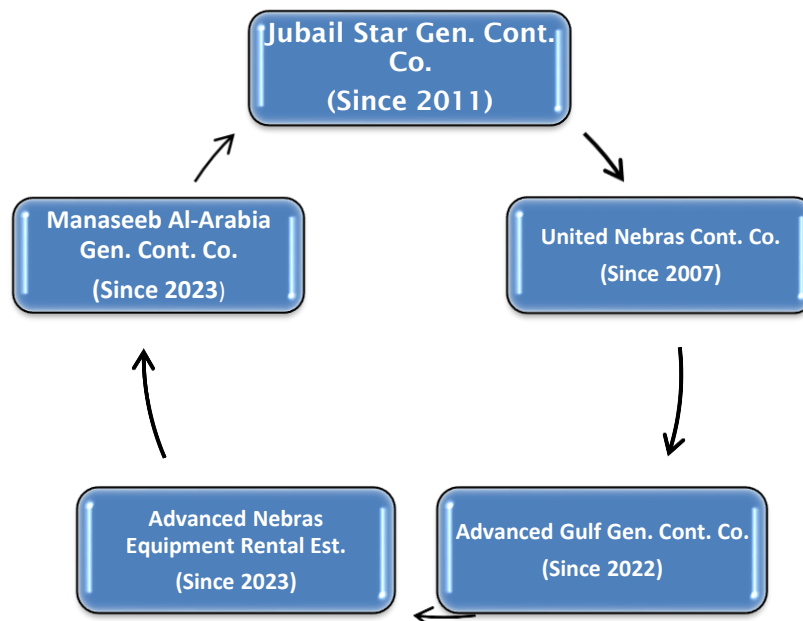 Jubail Star Gen. Cont.
Co.
(Since 2011)
United Nebras Cont. Co.
(Since 2007)
Advanced Gulf Gen. Cont. Co.
(Since 2022)
Advanced Nebras
Equipment Rental Est.
(Since 2023)
Manaseeb Al-Arabia
Gen. Cont. Co.
(Since 2023)